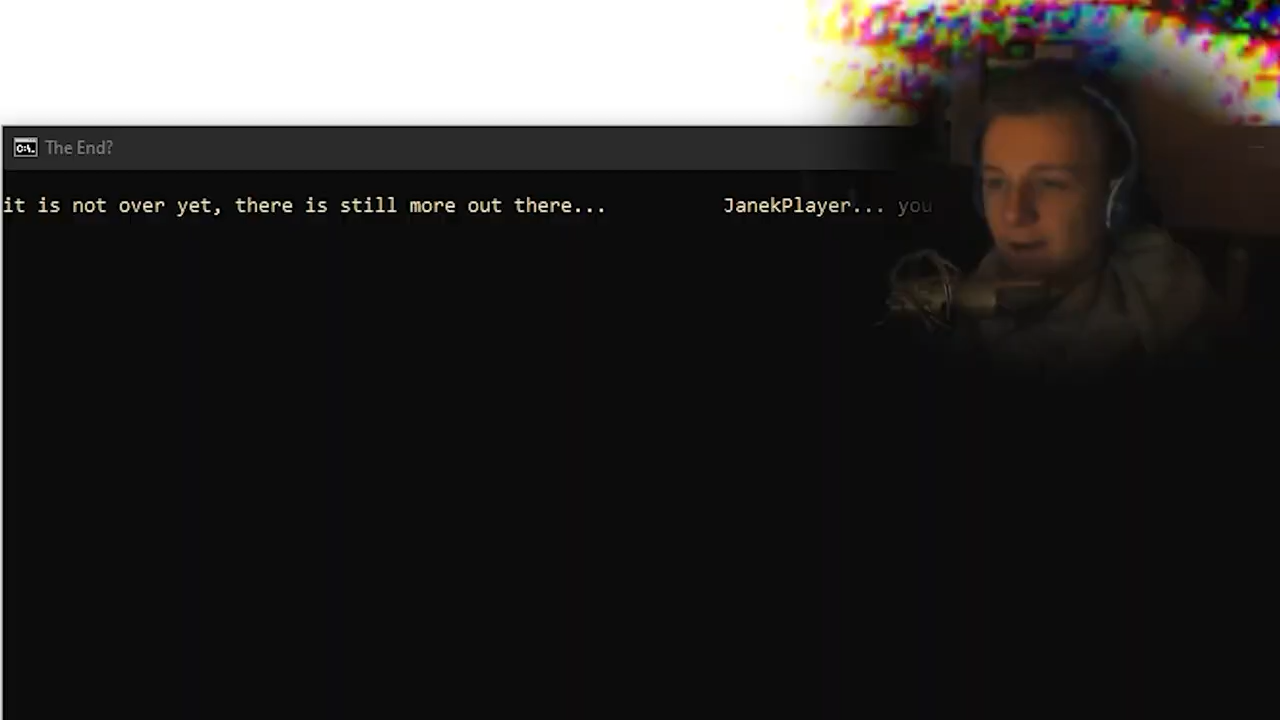 The End?
it is not over yet, there is still more out there... JanekPlayer... you